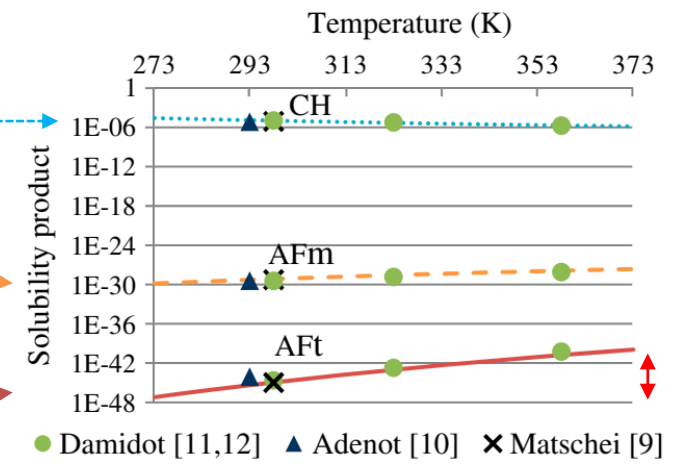 Temperature (K)
273 293 313 333 353 373
Solubility product
1
1E-06
1E-12
1E-18
1E-24
1E-30
1E-36
1E-42
1E-48
CH
AFm
AFt
Damidot [11,12] Adenot [10] Matschei [9]